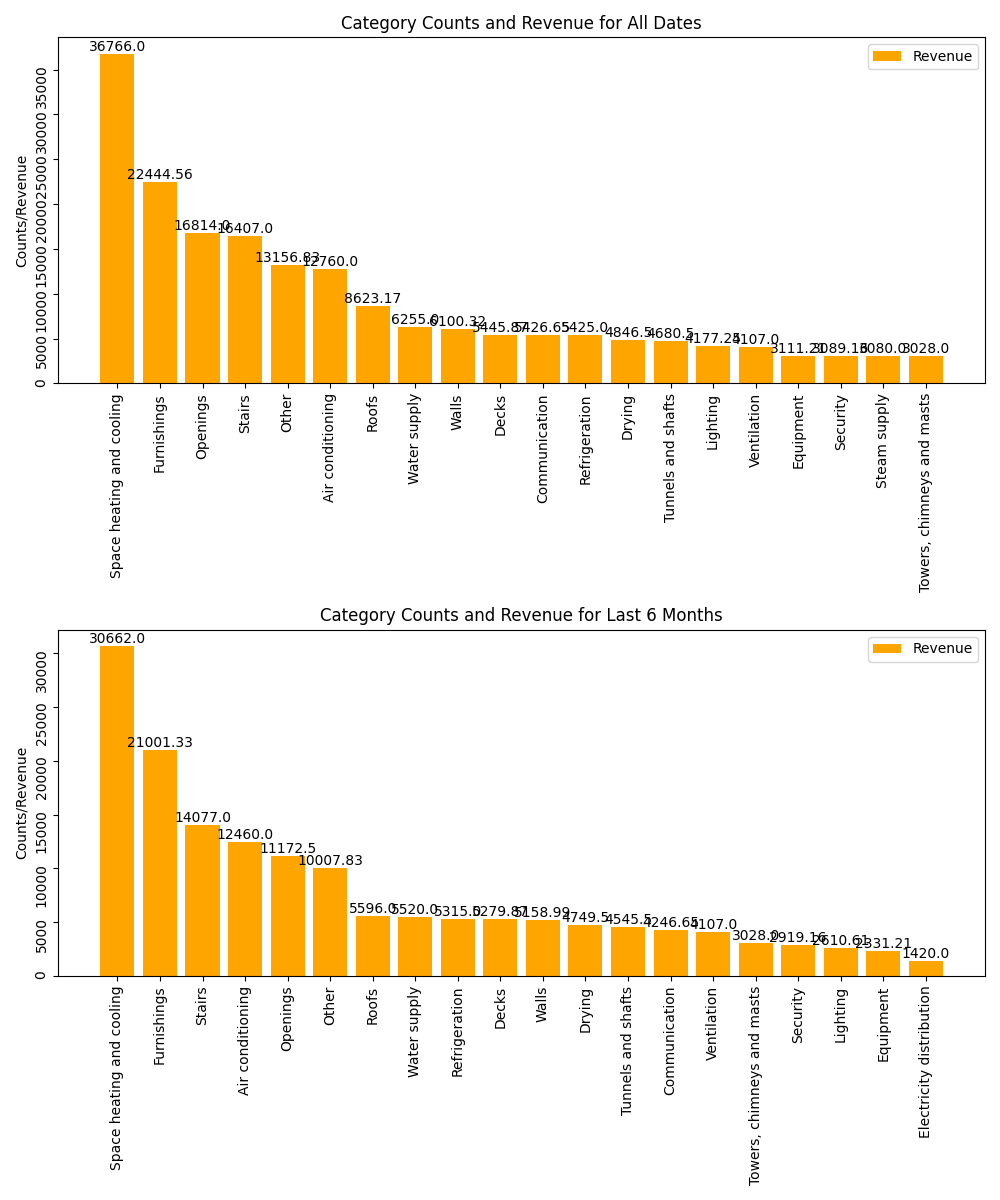 Category Counts and Revenue for All Dates
Revenue
Counts/Revenue
35000
30000
25000
20000
15000
10000
5000
0
36766.0
22444.56
16814.0
16407.0
13156.83
12760.0
8623.17
6255.0
6100.32
5445.87
5426.65
5425.0
4846.5
4680.5
4177.25
4107.0
3111.21
3089.16
3080.0
3028.0
Space heating and cooling
Furnishings
Openings
Stairs
Other
Air conditioning
Roofs
Water supply
Walls
Decks
Communication
Refrigeration
Drying
Tunnels and shafts
Lighting
Ventilation
Equipment
Security
Steam supply
Towers, chimneys and masts
Category Counts and Revenue for Last 6 Months
Revenue
Counts/Revenue
30000
25000
20000
15000
10000
5000
0
30662.0
21001.33
14077.0
12460.0
11172.5
10007.83
5596.0
5520.0
5315.0
5279.87
5158.99
4749.5
4545.5
4246.65
4107.0
3028.0
2919.16
2610.61
2331.21
1420.0
Space heating and cooling
Furnishings
Stairs
Air conditioning
Openings
Other
Roofs
Water supply
Refrigeration
Decks
Walls
Drying
Tunnels and shafts
Communication
Ventilation
Towers, chimneys and masts
Security
Lighting
Equipment
Electricity distribution